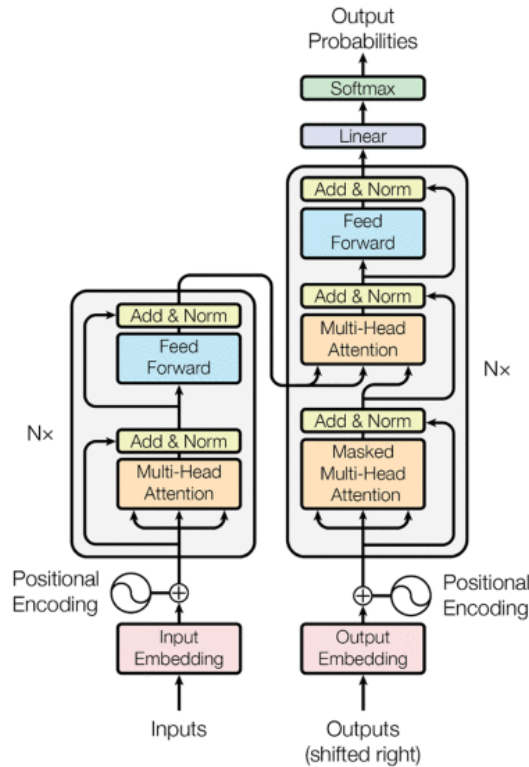 Output
Probabilities
Softmax
Linear
Add & Norm
Feed
Forward
Add & Norm
Multi-Head
Attention
Nx
Add & Norm
Masked
Multi-Head
Attention
Positional
Encoding
Output
Embedding
Outputs
(shifted right)
Add & Norm
Feed
Forward
Nx
Add & Norm
Multi-Head
Attention
Positional
Encoding
Input
Embedding
Inputs